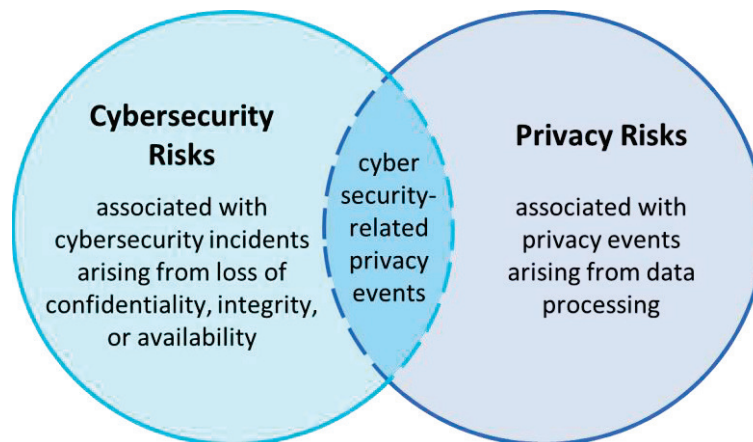 Cybersecurity
Risks
associated with
cybersecurity incidents
arising from loss of
confidentiality, integrity,
or availability
cyber
security-
related
privacy
events
Privacy Risks
associated with
privacy events
arising from data
processing